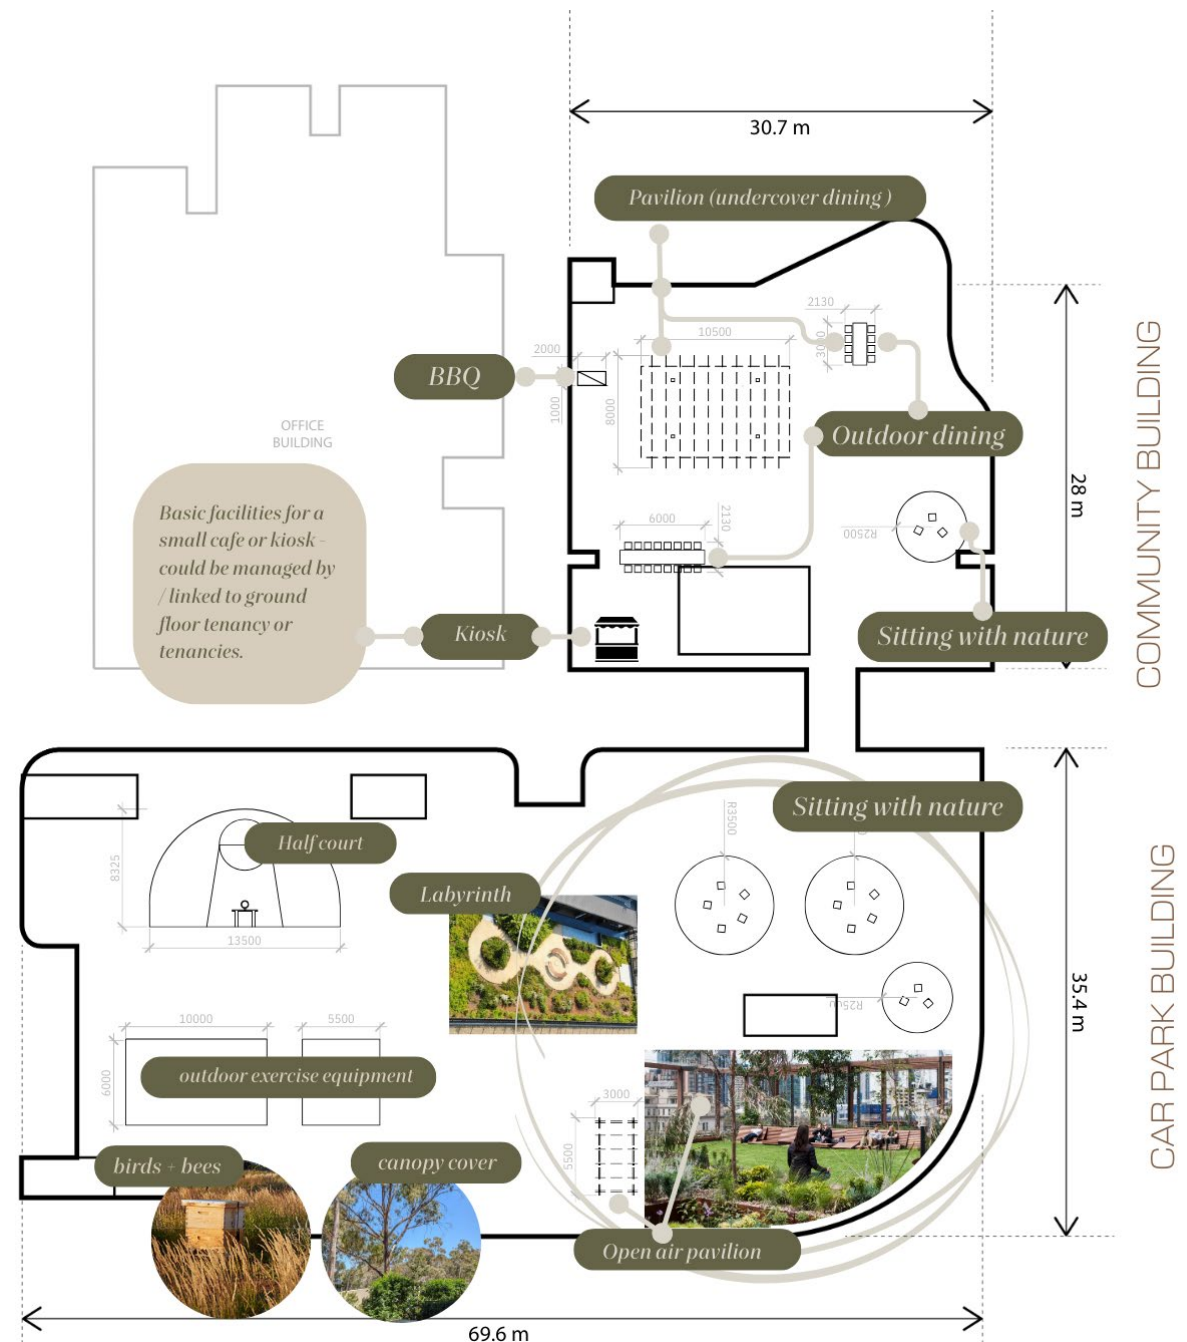 30.7 m
Pavilion (undercover dining )
2130
3000
10500
2000
BBQ
1000
8000
OFFICE
BUILDING
Outdoor dining
COMMUNITY BUILDING
28 m
Basic facilities for a
small cafe or kiosk -
could be managed by
/ linked to ground
floor tenancy or
tenancies.
6000
2130
R2500
Kiosk
Sitting with nature
Sitting with nature
R3500
Half court
8325
13500
Labyrinth
CAR PARK BUILDING
35.4 m
R2500
10000
5500
6000
outdoor exercise equipment
3000
5500
birds + bees
canopy cover
Open air pavilion
69.6 m